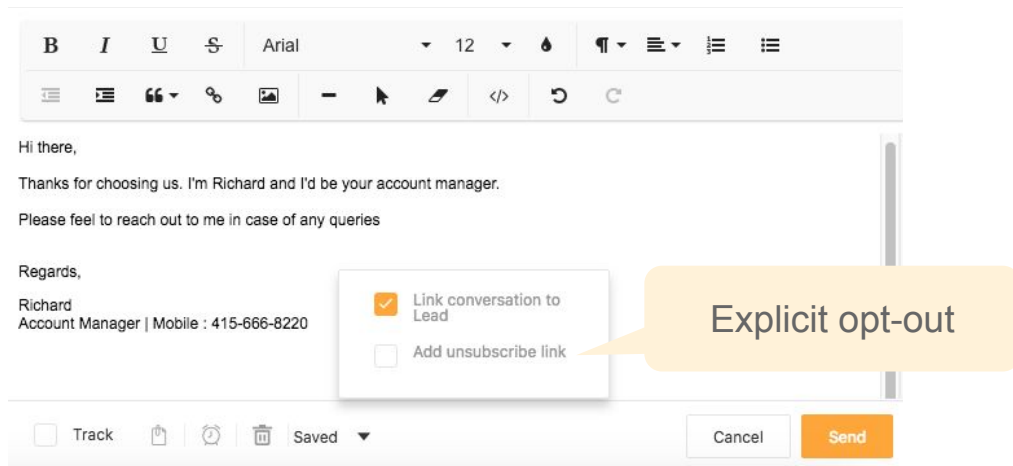 B I U S Arial 12
Hi there,
Thanks for choosing us. I'm Richard and I'd be your account manager.
Please feel to reach out to me in case of any queries
Regards,
Richard
Account Manager | Mobile : 415-666-8220
Link conversation to
Lead
Add unsubscribe link
Explicit opt-out
Track
Saved
Cancel
Send